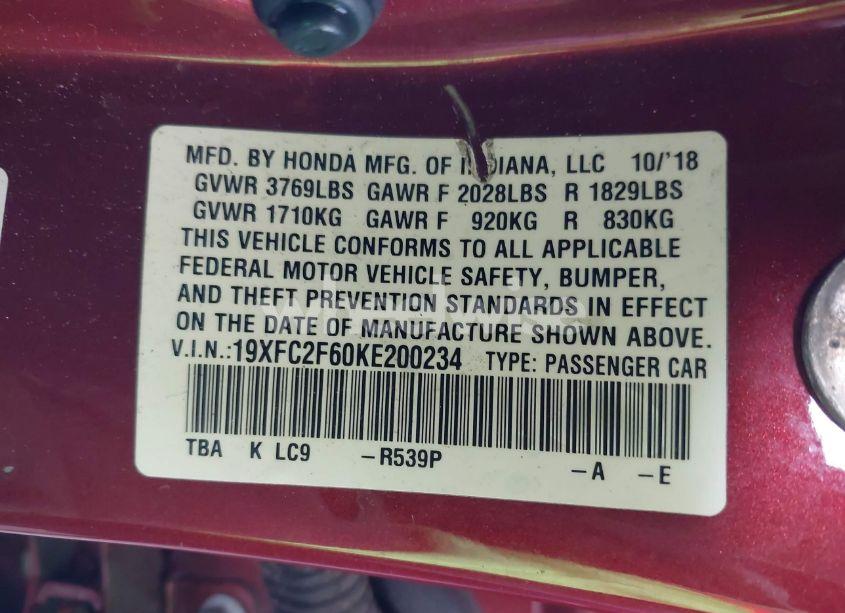 MFD. BY HONDA MFG. OF INDIANA, LLC 10/'18
GVWR 3769LBS GAWR F 2028LBS R 1829LBS
GVWR 1710KG GAWR F 920KG R 830KG
THIS VEHICLE CONFORMS TO ALL APPLICABLE
FEDERAL MOTOR VEHICLE SAFETY, BUMPER,
AND THEFT PREVENTION STANDARDS IN EFFECT
ON THE DATE OF MANUFACTURE SHOWN ABOVE.
V.I.N.:19XFC2F60KE200234 TYPE: PASSENGER CAR
TBA K LC9 -R539P -A -E